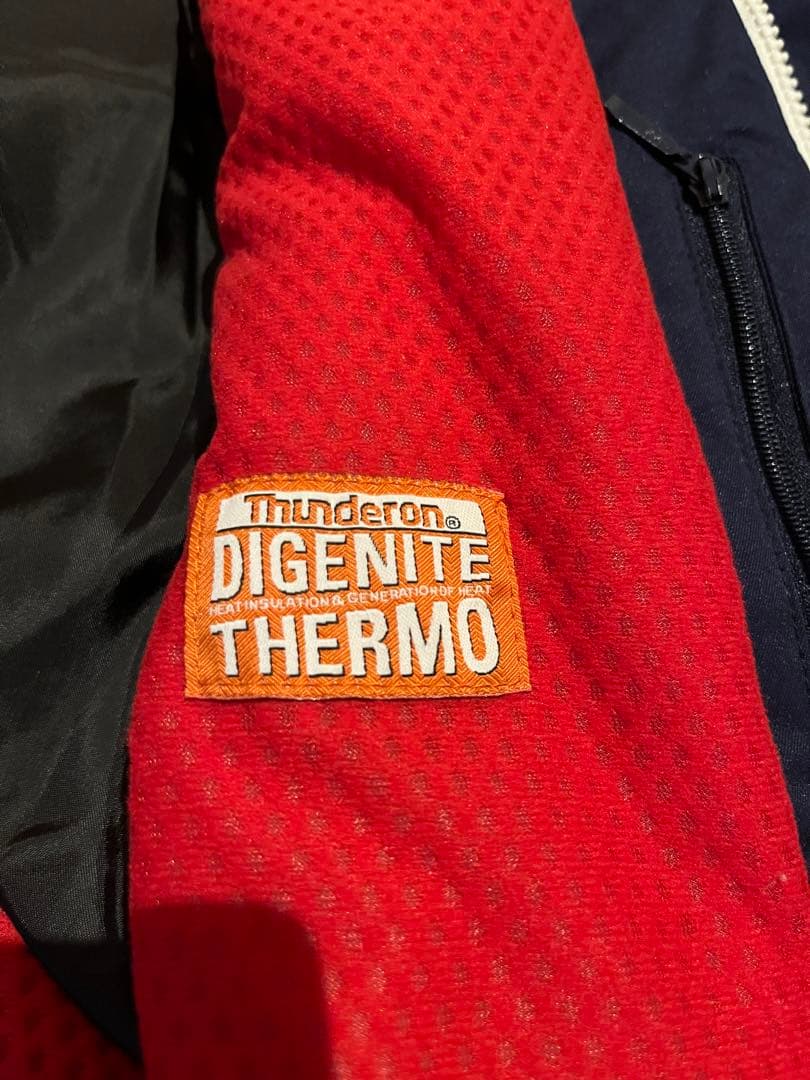 Thunderon®
DIGENITE
HEAT INSULATION & GENERATION OF HEAT
THERMO